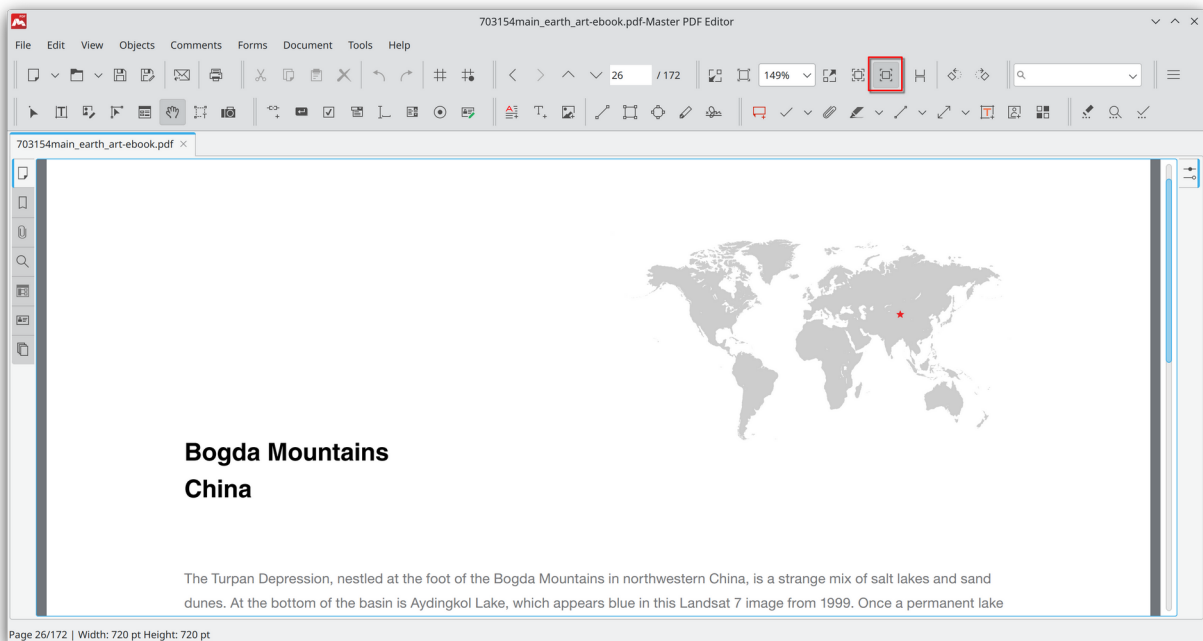 703154main_earth_art-ebook.pdf-Master PDF Editor
File Edit View Objects Comments Forms Document Tools Help
26 / 172 149%
703154main_earth_art-ebook.pdf
Bogda Mountains
China
The Turpan Depression, nestled at the foot of the Bogda Mountains in northwestern China, is a strange mix of salt lakes and sand
dunes. At the bottom of the basin is Aydingkol Lake, which appears blue in this Landsat 7 image from 1999. Once a permanent lake
Page 26/172 | Width: 720 pt Height: 720 pt